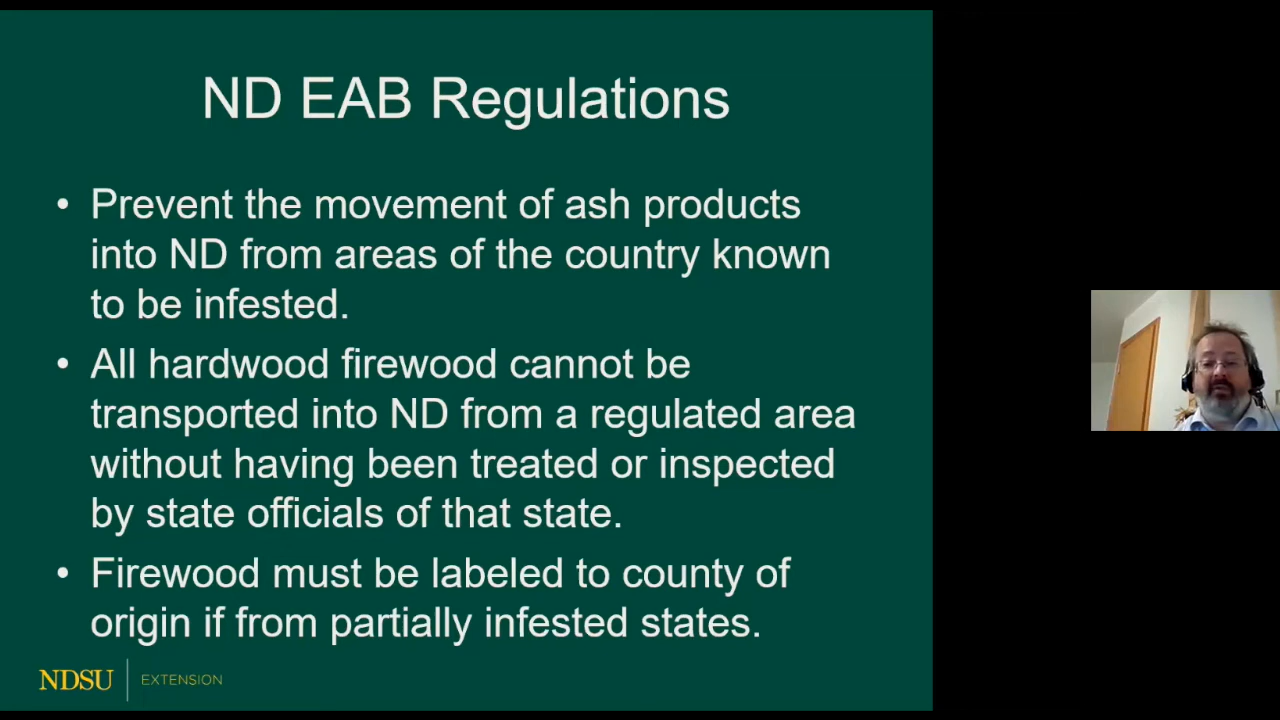 ND EAB Regulations
• Prevent the movement of ash products
into ND from areas of the country known
to be infested.
• All hardwood firewood cannot be
transported into ND from a regulated area
without having been treated or inspected
by state officials of that state.
• Firewood must be labeled to county of
origin if from partially infested states.
NDSU EXTENSION